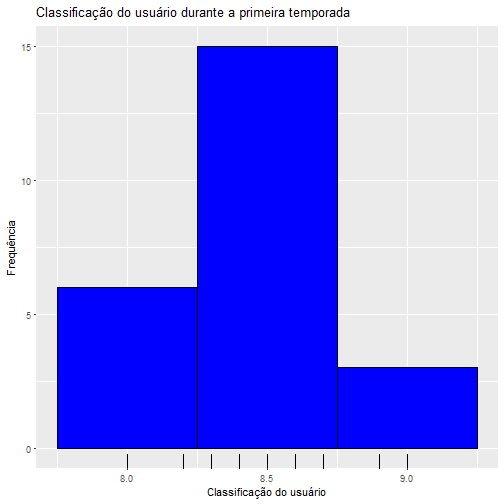 Classificação do usuário durante a primeira temporada
15
10
5
0
Frequência
8.0 8.5 9.0
Classificação do usuário